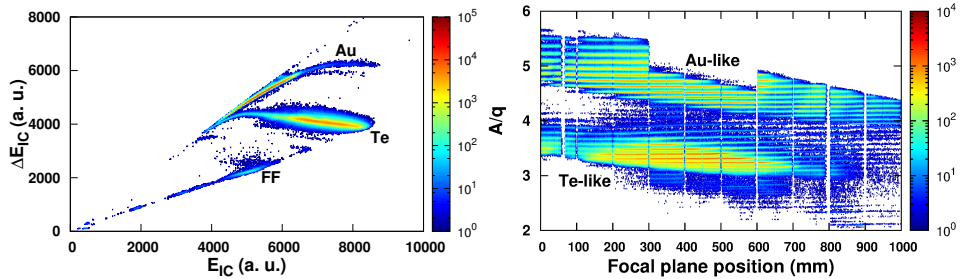 8000
6000
4000
2000
0
ΔE_IC (a. u.)
0 2000 4000 6000 8000 10000
E_IC (a. u.)
Au
Te
FF
10^5
10^4
10^3
10^2
10^1
10^0
6
5
4
3
2
A/q
0 100 200 300 400 500 600 700 800 900 1000
Focal plane position (mm)
Au-like
Te-like
10^4
10^3
10^2
10^1
10^0